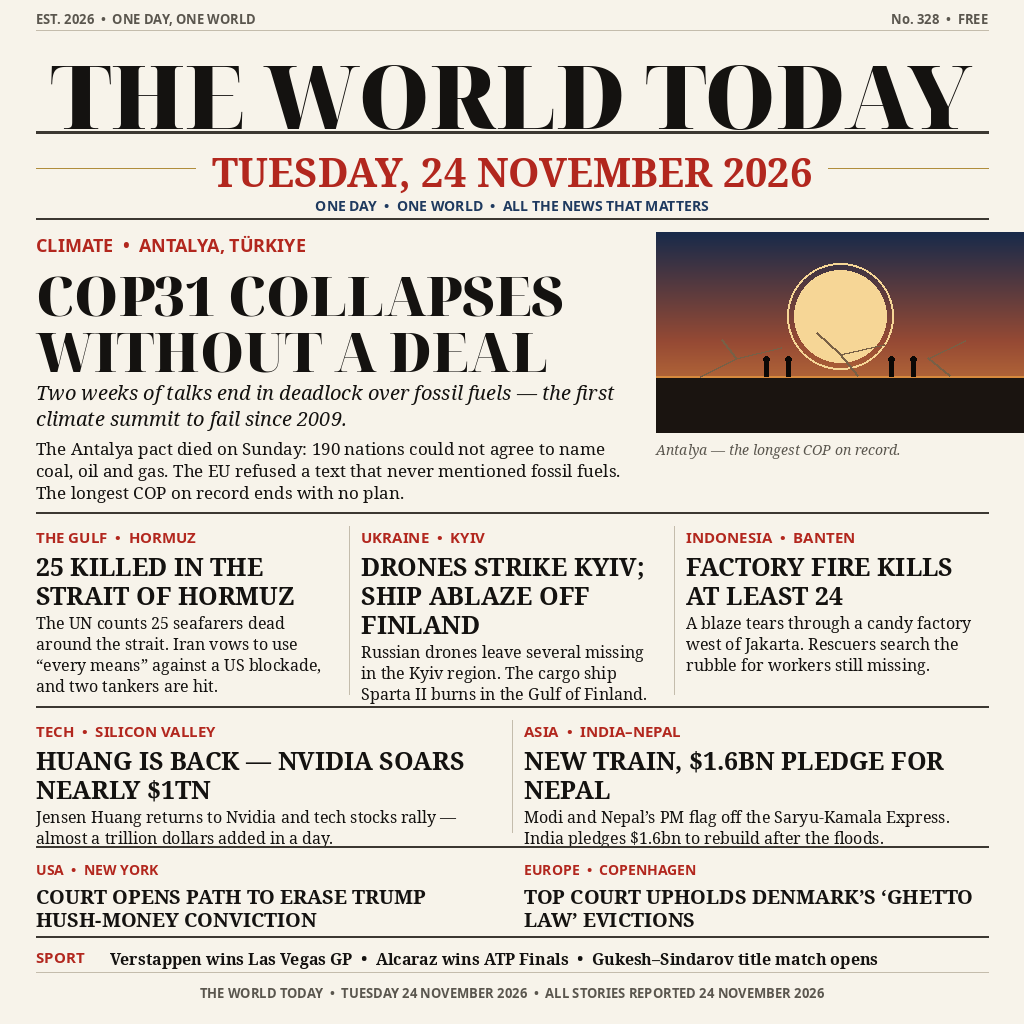 EST. 2026 • ONE DAY, ONE WORLD
No. 328 • FREE
THE WORLD TODAY
TUESDAY, 24 NOVEMBER 2026
ONE DAY • ONE WORLD • ALL THE NEWS THAT MATTERS
CLIMATE • ANTALYA, TÜRKIYE
COP31 COLLAPSES
WITHOUT A DEAL
Two weeks of talks end in deadlock over fossil fuels — the first
climate summit to fail since 2009.
The Antalya pact died on Sunday: 190 nations could not agree to name
coal, oil and gas. The EU refused a text that never mentioned fossil fuels.
The longest COP on record ends with no plan.
Antalya — the longest COP on record.
THE GULF • HORMUZ
25 KILLED IN THE
STRAIT OF HORMUZ
The UN counts 25 seafarers dead
around the strait. Iran vows to use
“every means” against a US blockade,
and two tankers are hit.
UKRAINE • KYIV
DRONES STRIKE KYIV;
SHIP ABLAZE OFF
FINLAND
Russian drones leave several missing
in the Kyiv region. The cargo ship
Sparta II burns in the Gulf of Finland.
INDONESIA • BANTEN
FACTORY FIRE KILLS
AT LEAST 24
A blaze tears through a candy factory
west of Jakarta. Rescuers search the
rubble for workers still missing.
TECH • SILICON VALLEY
HUANG IS BACK — NVIDIA SOARS
NEARLY $1TN
Jensen Huang returns to Nvidia and tech stocks rally —
almost a trillion dollars added in a day.
ASIA • INDIA–NEPAL
NEW TRAIN, $1.6BN PLEDGE FOR
NEPAL
Modi and Nepal’s PM flag off the Saryu-Kamala Express.
India pledges $1.6bn to rebuild after the floods.
USA • NEW YORK
COURT OPENS PATH TO ERASE TRUMP
HUSH-MONEY CONVICTION
EUROPE • COPENHAGEN
TOP COURT UPHOLDS DENMARK’S ‘GHETTO
LAW’ EVICTIONS
SPORT Verstappen wins Las Vegas GP • Alcaraz wins ATP Finals • Gukesh–Sindarov title match opens
THE WORLD TODAY • TUESDAY 24 NOVEMBER 2026 • ALL STORIES REPORTED 24 NOVEMBER 2026